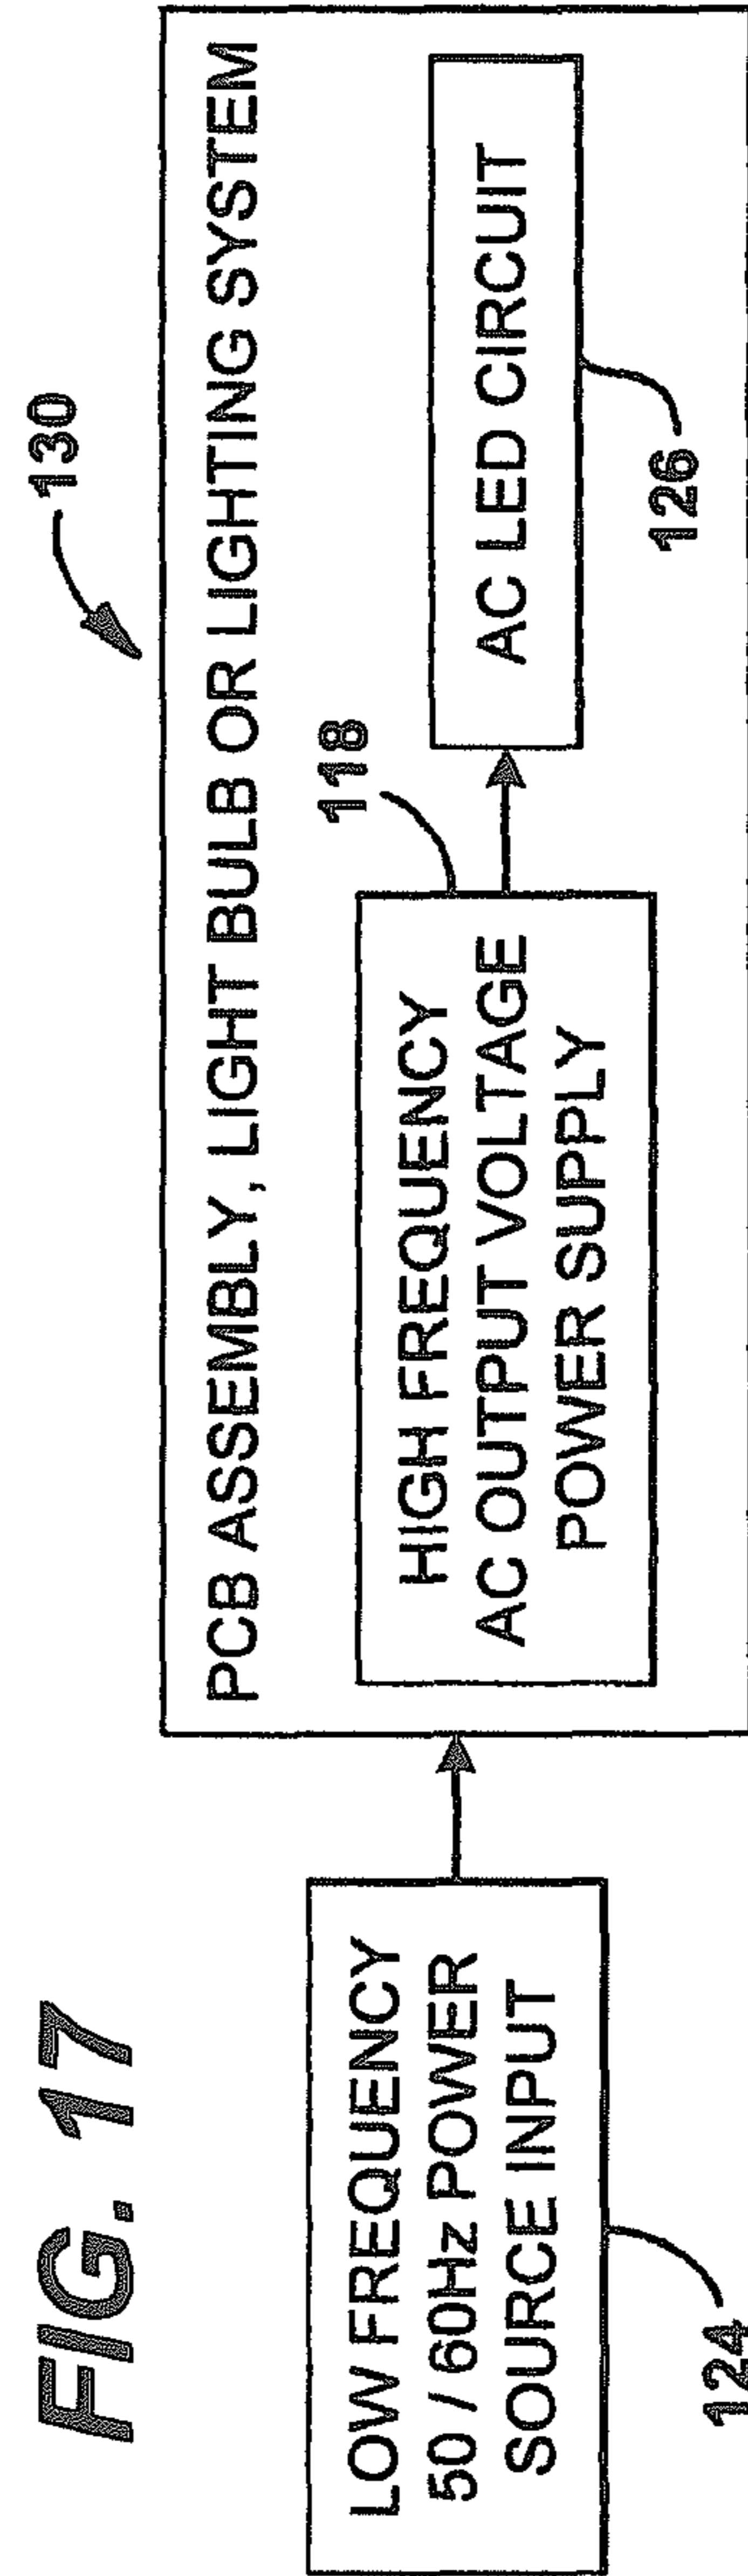 FIG. 17
130
PCB ASSEMBLY, LIGHT BULB OR LIGHTING SYSTEM
118
LOW FREQUENCY
50 / 60Hz POWER
SOURCE INPUT
HIGH FREQUENCY
AC OUTPUT VOLTAGE
POWER SUPPLY
AC LED CIRCUIT
124
126